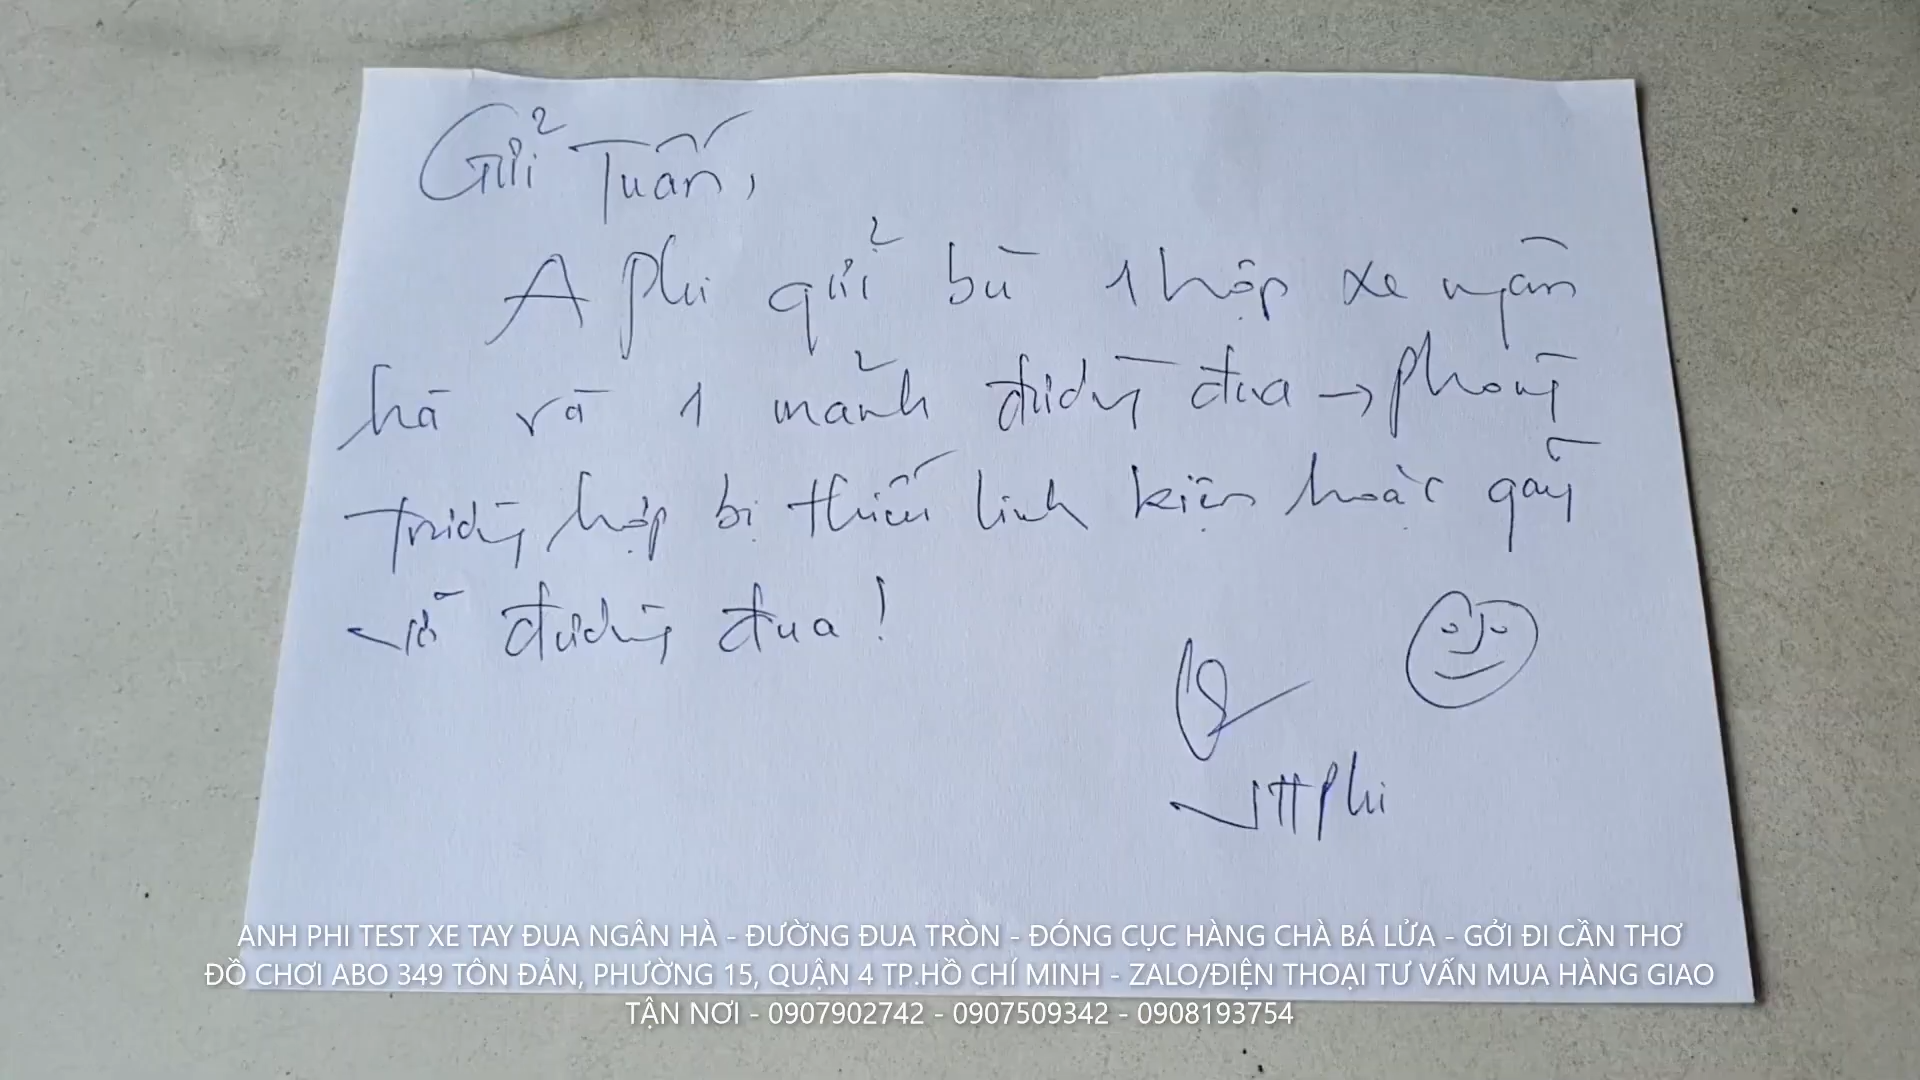 Gửi Tuấn,
A Phi gửi bù 1 hộp xe ngân
hà và 1 mảnh đường đua → phòng
trường hợp bị thiếu linh kiện hoặc gãy
vỡ đường đua!
VTTPhi
ANH PHI TEST XE TAY ĐUA NGÂN HÀ - ĐƯỜNG ĐUA TRÒN - ĐÓNG CỤC HÀNG CHÀ BÁ LỬA - GỞI ĐI CẦN THƠ
ĐỒ CHƠI ABO 349 TÔN ĐẢN, PHƯỜNG 15, QUẬN 4 TP.HỒ CHÍ MINH - ZALO/ĐIỆN THOẠI TƯ VẤN MUA HÀNG GIAO
TẬN NƠI - 0907902742 - 0907509342 - 0908193754